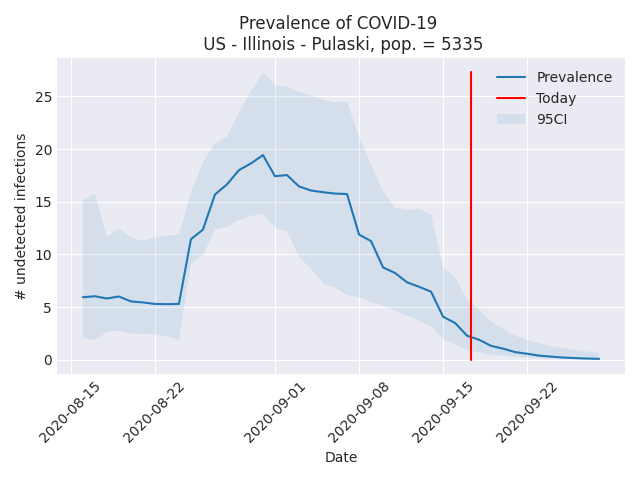 Prevalence of COVID-19
US - Illinois - Pulaski, pop. = 5335
Prevalence
Today
95CI
# undetected infections
25
20
15
10
5
0
2020-08-15
2020-08-22
2020-09-01
2020-09-08
2020-09-15
2020-09-22
Date